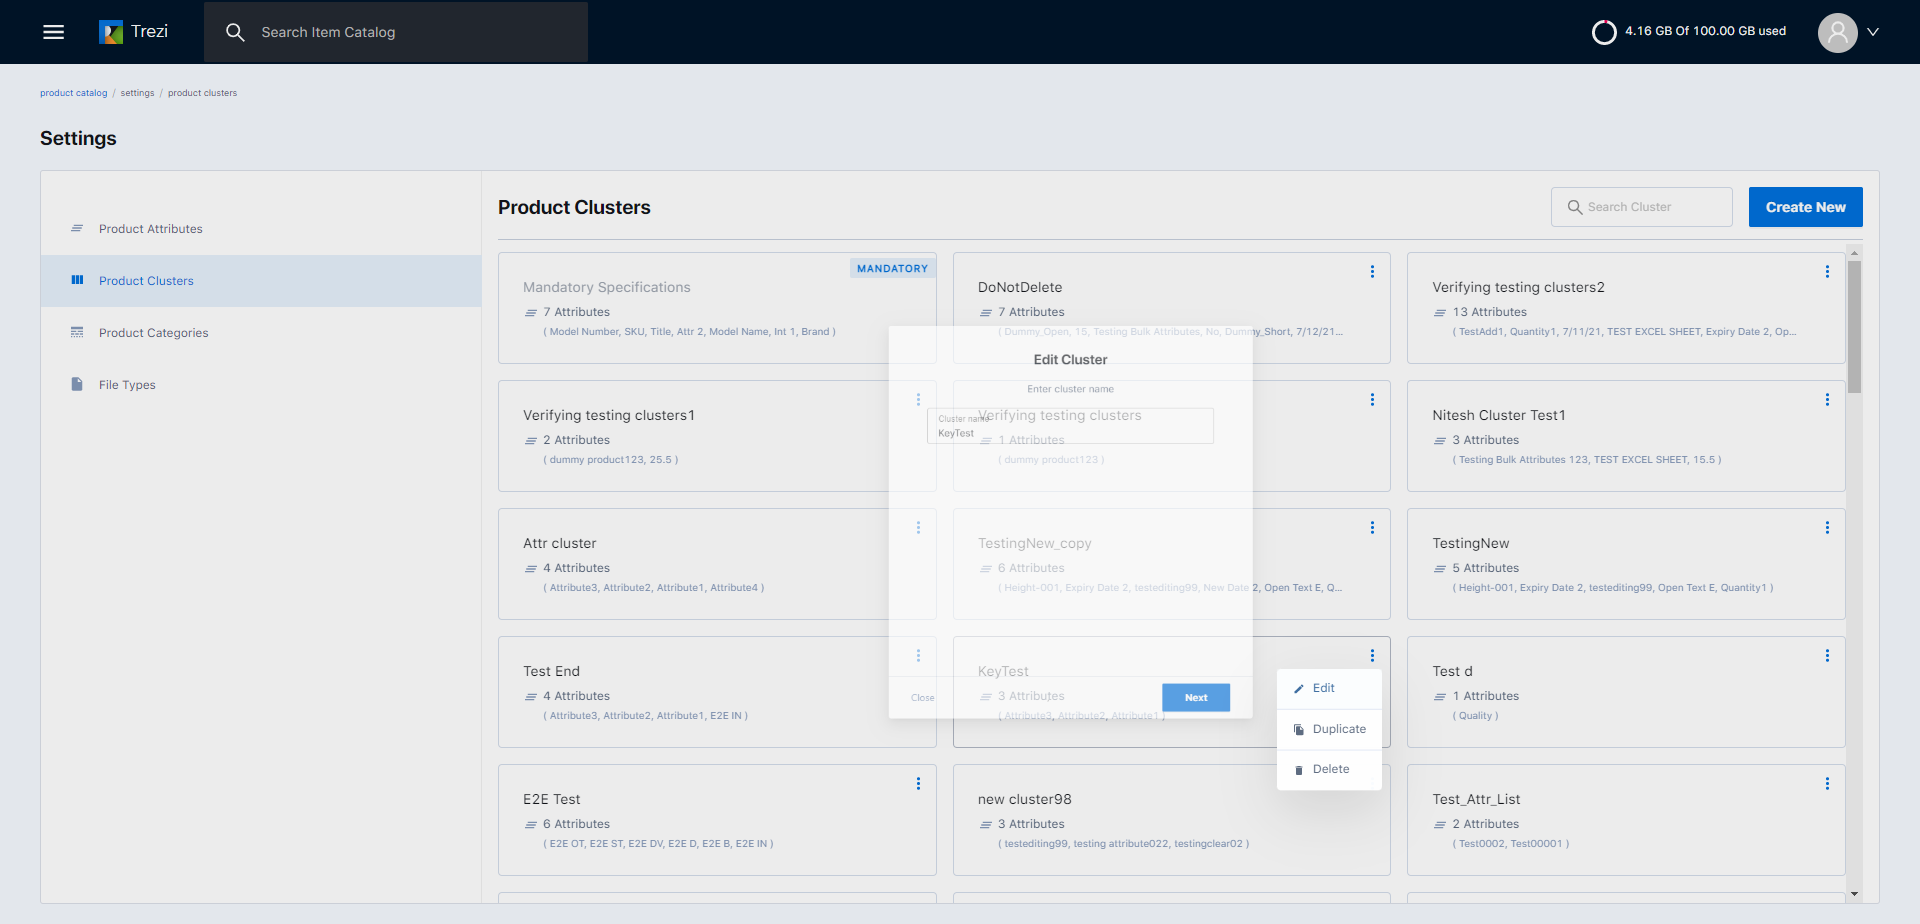 Trezi
Search Item Catalog
4.16 GB Of 100.00 GB used
product catalog / settings / product clusters
Settings
Product Attributes
Product Clusters
Product Categories
File Types
Product Clusters
Search Cluster
Create New
MANDATORY
Mandatory Specifications
7 Attributes
( Model Number, SKU, Title, Attr 2, Model Name, Int 1, Brand )
DoNotDelete
7 Attributes
( Dummy_Open, 15, Testing Bulk Attributes, No, Dummy_Short, 7/12/21...
Verifying testing clusters2
13 Attributes
( TestAdd1, Quantity1, 7/11/21, TEST EXCEL SHEET, Expiry Date 2, Op...
Verifying testing clusters1
2 Attributes
( dummy product123, 25.5 )
Verifying testing clusters
1 Attributes
( dummy product123 )
Nitesh Cluster Test1
3 Attributes
( Testing Bulk Attributes 123, TEST EXCEL SHEET, 15.5 )
Attr cluster
4 Attributes
( Attribute3, Attribute2, Attribute1, Attribute4 )
TestingNew_copy
6 Attributes
( Height-001, Expiry Date 2, testediting99, New Date 2, Open Text E, Q...
TestingNew
5 Attributes
( Height-001, Expiry Date 2, testediting99, Open Text E, Quantity1 )
Test End
4 Attributes
( Attribute3, Attribute2, Attribute1, E2E IN )
KeyTest
3 Attributes
( Attribute3, Attribute2, Attribute1 )
Test d
1 Attributes
( Quality )
E2E Test
6 Attributes
( E2E OT, E2E ST, E2E DV, E2E D, E2E B, E2E IN )
new cluster98
3 Attributes
( testediting99, testing attribute022, testingclear02 )
Test_Attr_List
2 Attributes
( Test0002, Test00001 )
Edit Cluster
Enter cluster name
Cluster name
KeyTest
Close
Next
Edit
Duplicate
Delete